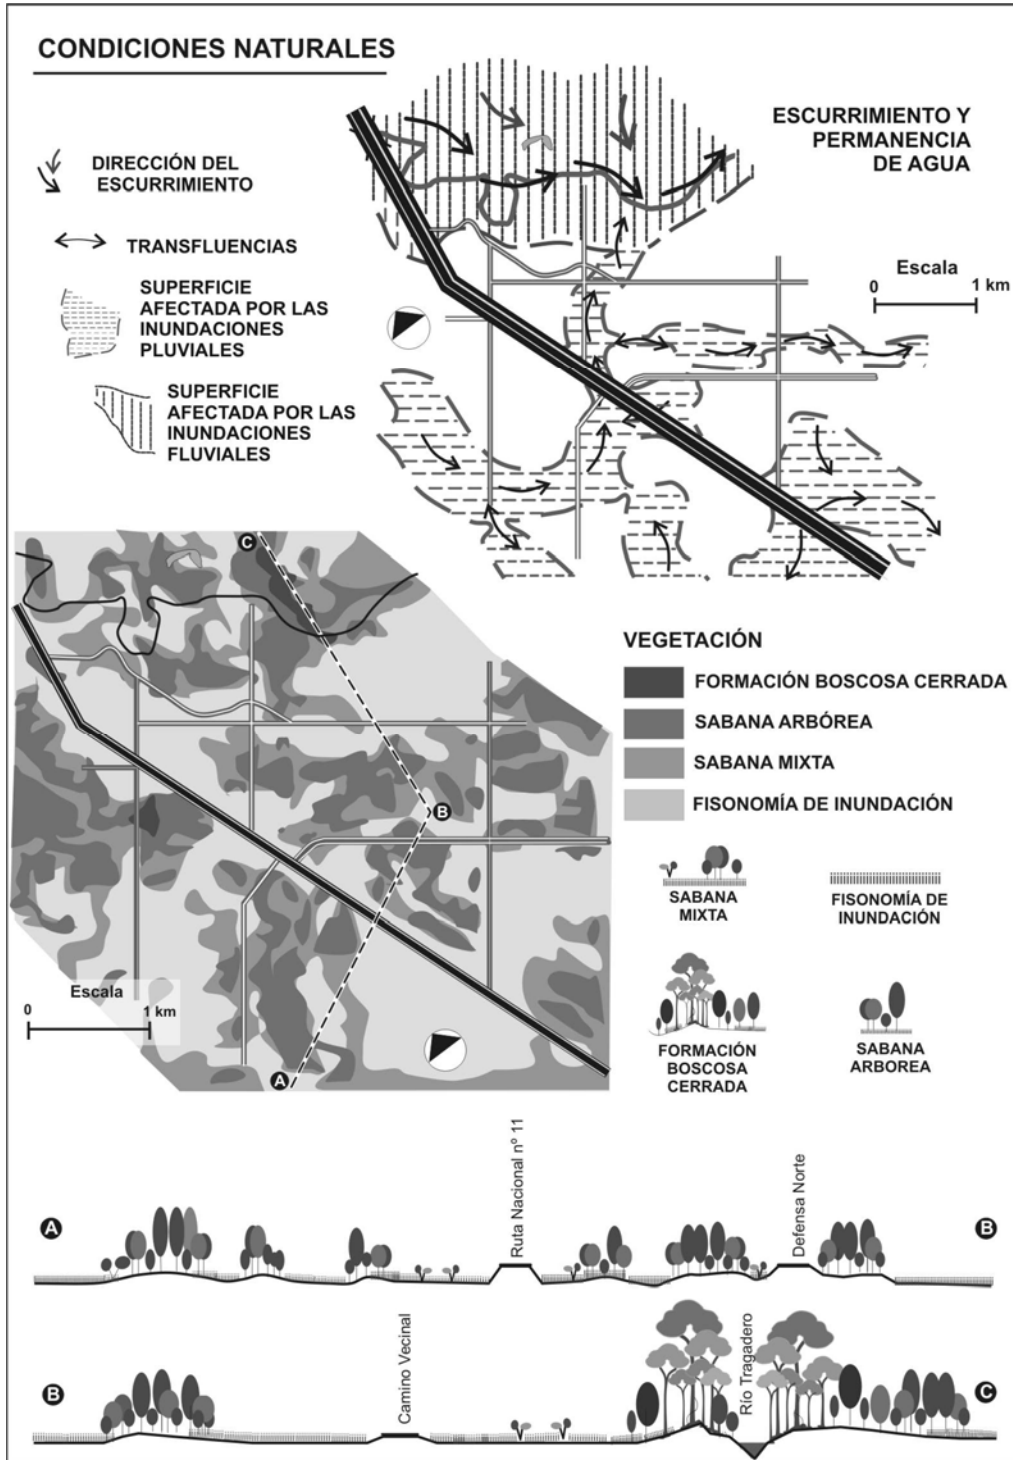 CONDICIONES NATURALES
ESCURRIMIENTO Y
PERMANENCIA
DE AGUA
DIRECCIÓN DEL
ESCURRIMIENTO
TRANSFLUENCIAS
SUPERFICIE
AFECTADA POR LAS
INUNDACIONES
PLUVIALES
SUPERFICIE
AFECTADA POR LAS
INUNDACIONES
FLUVIALES
Escala
0 1 km
C
B
A
Escala
0 1 km
VEGETACIÓN
FORMACIÓN BOSCOSA CERRADA
SABANA ARBÓREA
SABANA MIXTA
FISONOMÍA DE INUNDACIÓN
SABANA
MIXTA
FISONOMÍA DE
INUNDACIÓN
FORMACIÓN
BOSCOSA
CERRADA
SABANA
ARBOREA
A
Ruta Nacional nº 11
Defensa Norte
B
B
Camino Vecinal
Río Tragadero
C